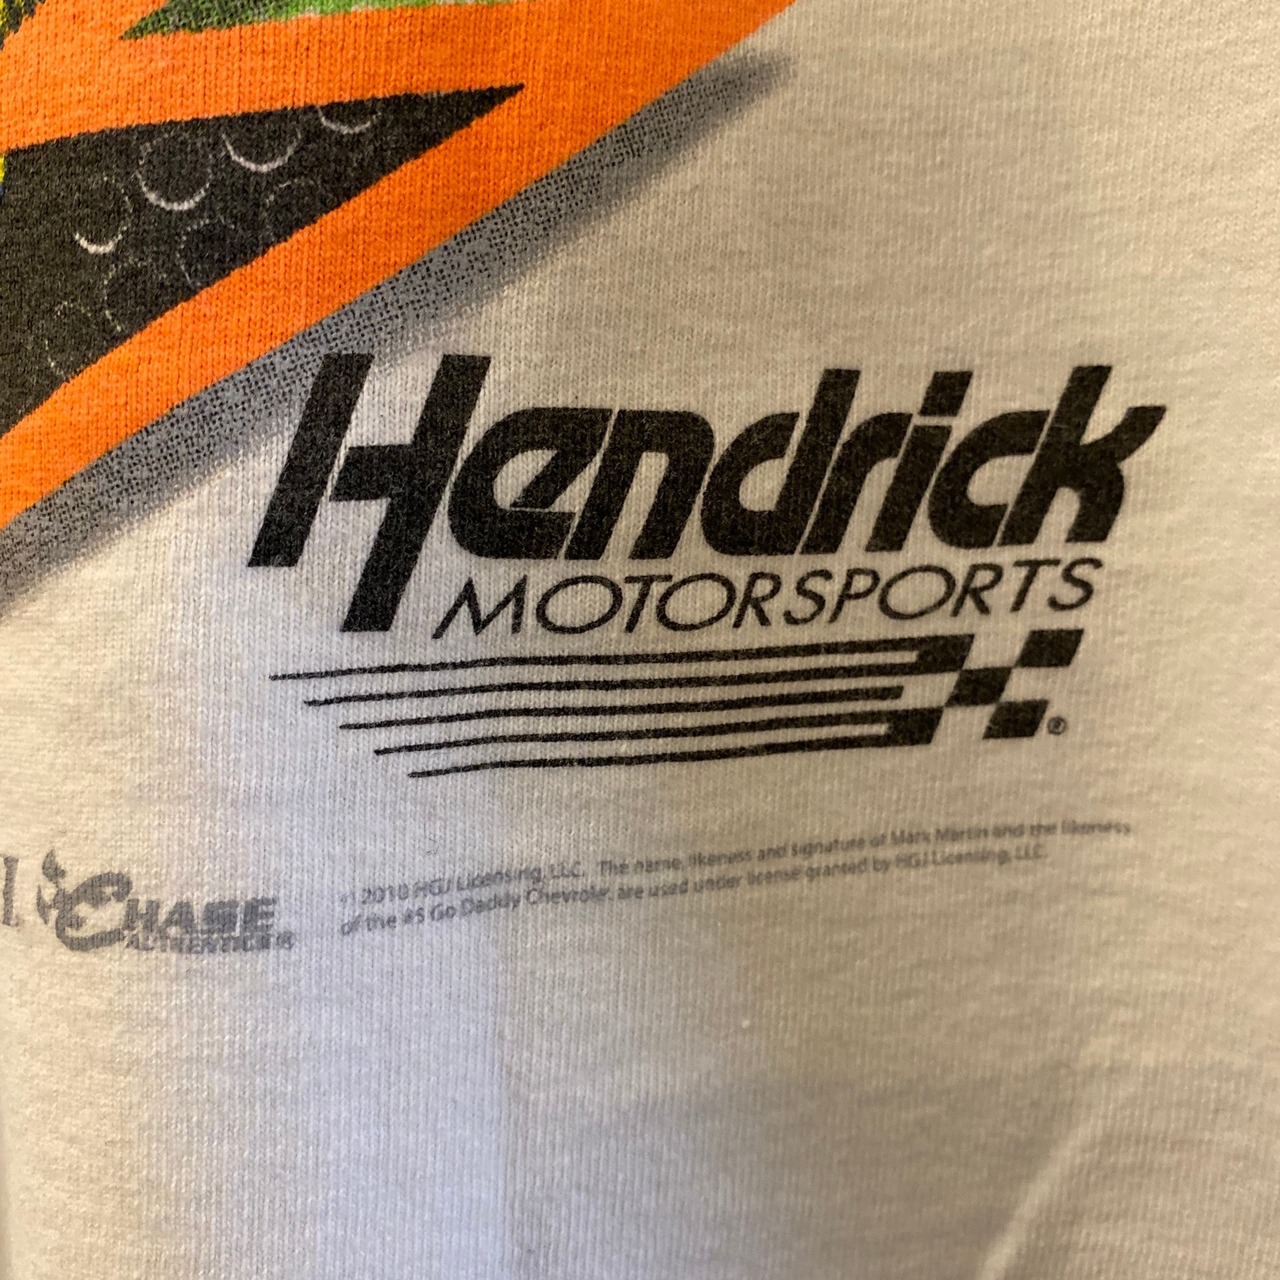 Hendrick
MOTORSPORTS
®
CHASE
AUTHENTICS®
© 2010 HGJ Licensing, LLC. The name, likeness and signature of Mark Martin and the likeness
of the #5 Go Daddy Chevrolet are used under license granted by HGJ Licensing, LLC.